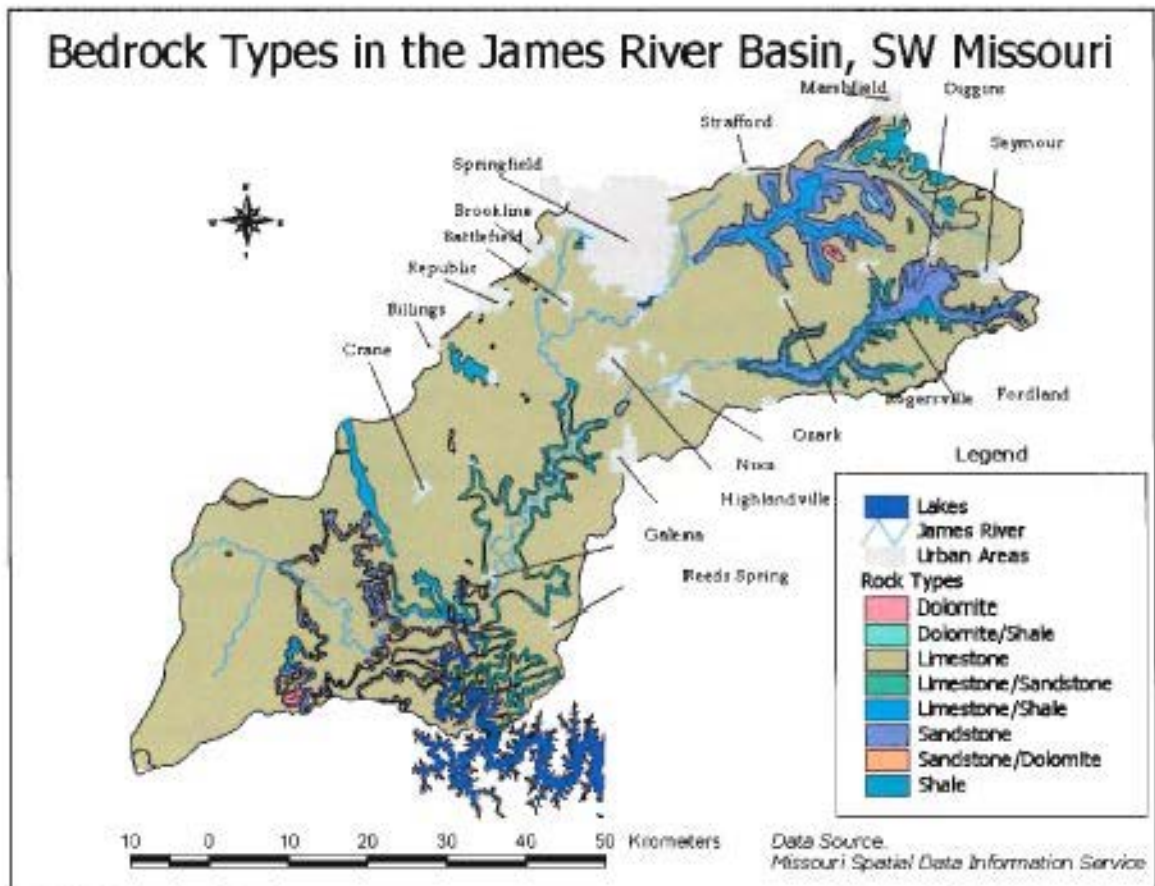 Bedrock Types in the James River Basin, SW Missouri
Marshfield
Diggins
Strafford
Seymour
Springfield
Brookline
Battlefield
Republic
Billings
Crane
Rogersville
Fordland
Ozark
Nixa
Highlandville
Galena
Reeds Spring
Legend
Lakes
James River
Urban Areas
Rock Types
Dolomite
Dolomite/Shale
Limestone
Limestone/Sandstone
Limestone/Shale
Sandstone
Sandstone/Dolomite
Shale
10 0 10 20 30 40 50 Kilometers
Data Source.
Missouri Spatial Data Information Service